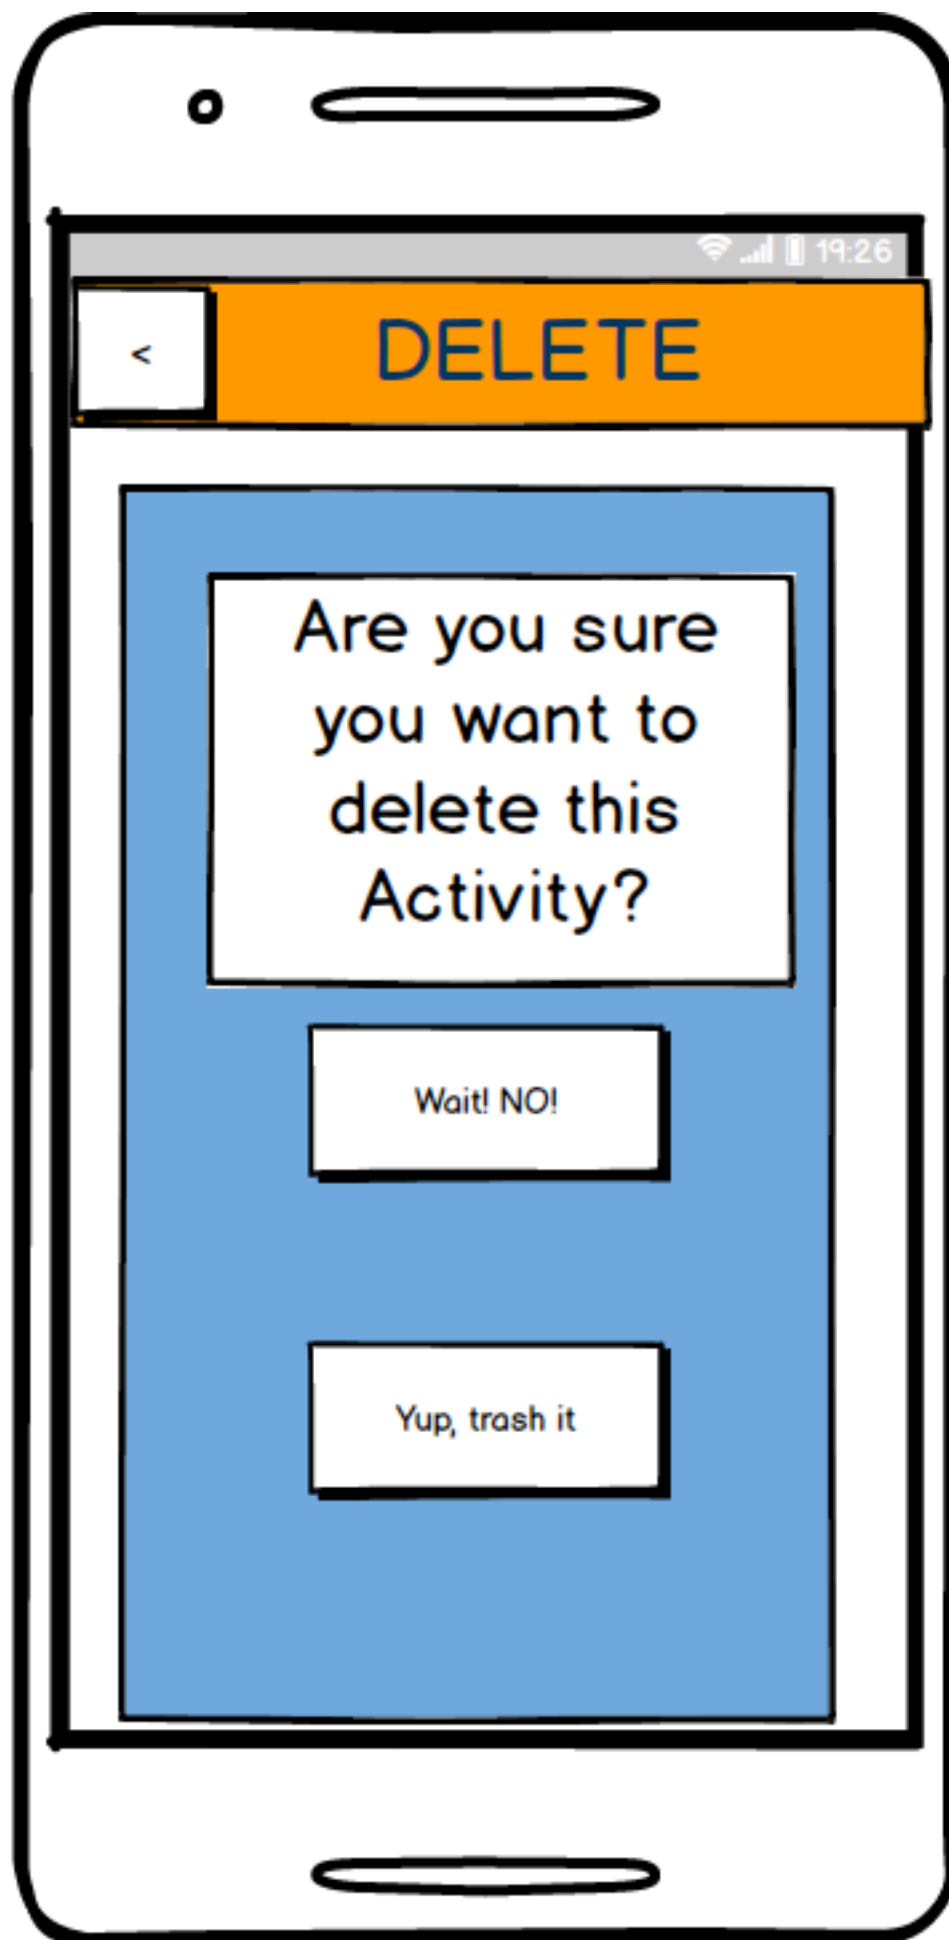 19:26
<
DELETE
Are you sure
you want to
delete this
Activity?
Wait! NO!
Yup, trash it